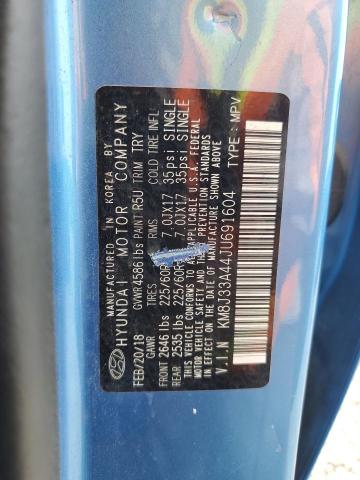 MANUFACTURED BY IN KOREA BY
HYUNDAI MOTOR COMPANY
FEB/20/18 GVWR 4586 lbs PAINT R5U TRIM TRY
GAWR TIRES RIMS COLD TIRE INFL:
FRONT 2646 lbs 225/60R 7.0JX17 35psi SINGLE
REAR 2535 lbs 225/60R 7.0JX17 35psi SINGLE
THIS VEHICLE CONFORMS TO ALL APPLICABLE U.S.A. FEDERAL
MOTOR VEHICLE SAFETY, BUMPER, AND THEFT PREVENTION STANDARDS
IN EFFECT ON THE DATE OF MANUFACTURE SHOWN ABOVE.
V.I.N KM8J33A44JU691604 TYPE : MPV